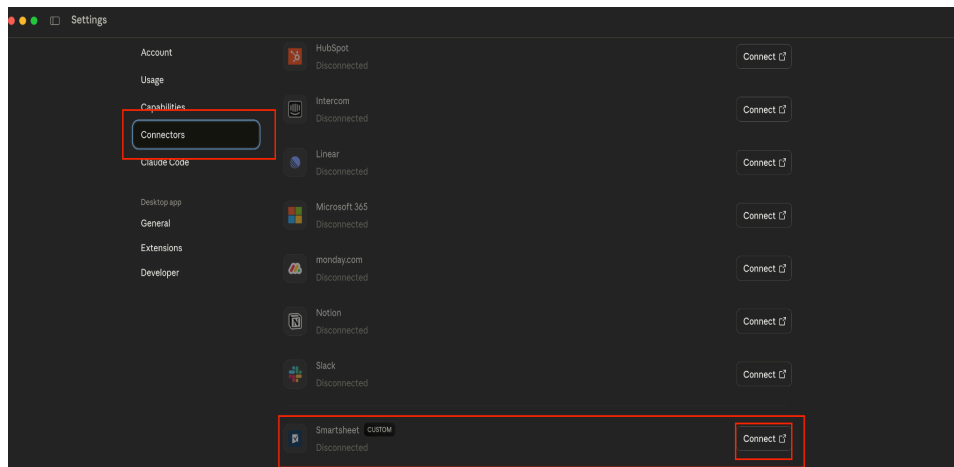 Settings
Account
Usage
Capabilities
Connectors
Claude Code
Desktop app
General
Extensions
Developer
HubSpot
Disconnected
Connect
Intercom
Disconnected
Connect
Linear
Disconnected
Connect
Microsoft 365
Disconnected
Connect
monday.com
Disconnected
Connect
Notion
Disconnected
Connect
Slack
Disconnected
Connect
Smartsheet CUSTOM
Disconnected
Connect